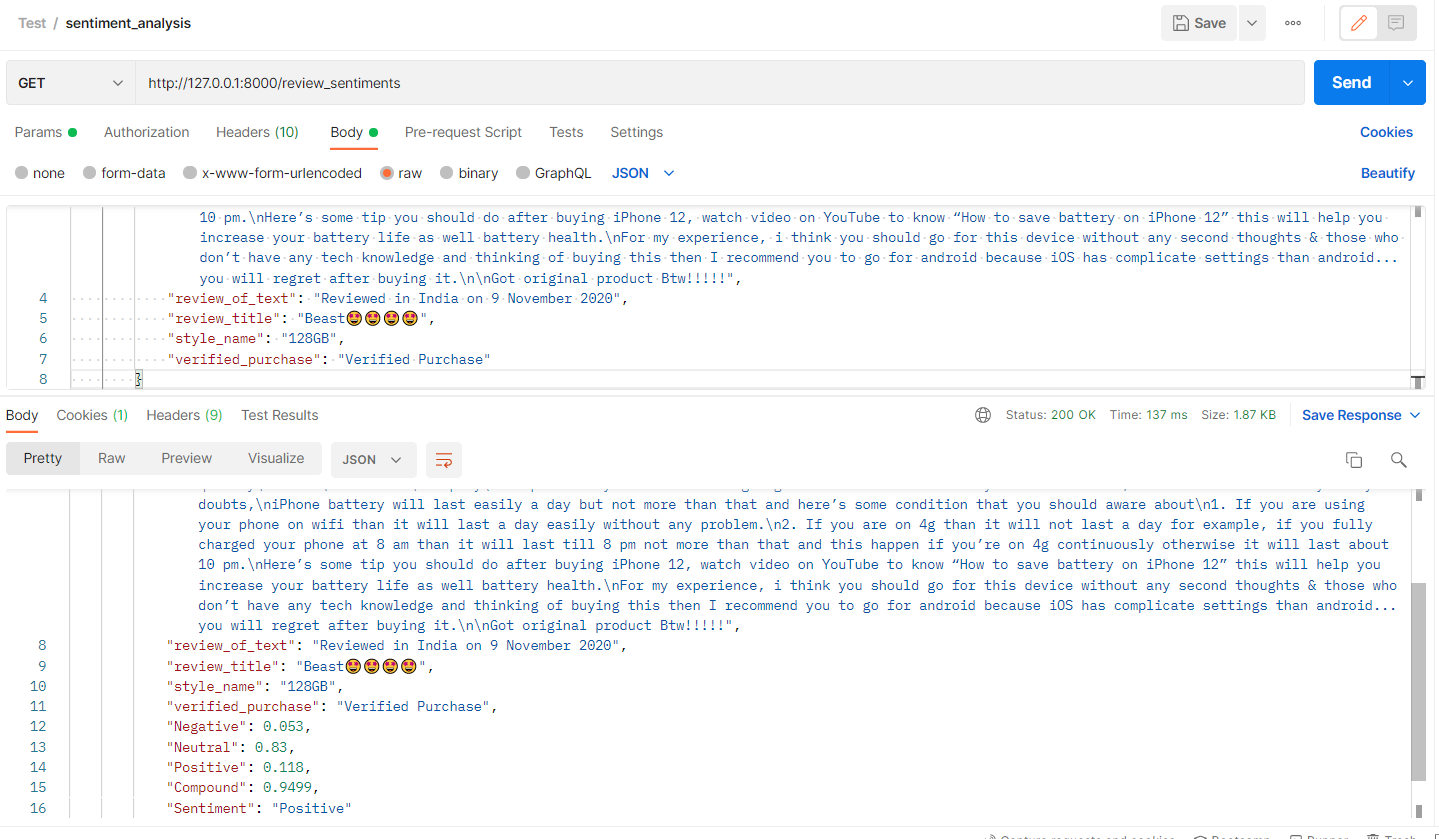 Test / sentiment_analysis
Save
GET http://127.0.0.1:8000/review_sentiments Send
Params Authorization Headers (10) Body Pre-request Script Tests Settings Cookies
none form-data x-www-form-urlencoded raw binary GraphQL JSON Beautify
10 pm.\nHere’s some tip you should do after buying iPhone 12, watch video on YouTube to know “How to save battery on iPhone 12” this will help you
increase your battery life as well battery health.\nFor my experience, i think you should go for this device without any second thoughts & those who
don’t have any tech knowledge and thinking of buying this then I recommend you to go for android because iOS has complicate settings than android...
you will regret after buying it.\n\nGot original product Btw!!!!!",
4 "review_of_text": "Reviewed in India on 9 November 2020",
5 "review_title": "Beast🤩🤩🤩🤩",
6 "style_name": "128GB",
7 "verified_purchase": "Verified Purchase"
8 }
Body Cookies (1) Headers (9) Test Results Status: 200 OK Time: 137 ms Size: 1.87 KB Save Response
Pretty Raw Preview Visualize JSON
doubts,\niPhone battery will last easily a day but not more than that and here’s some condition that you should aware about\n1. If you are using
your phone on wifi than it will last a day easily without any problem.\n2. If you are on 4g than it will not last a day for example, if you fully
charged your phone at 8 am than it will last till 8 pm not more than that and this happen if you’re on 4g continuously otherwise it will last about
10 pm.\nHere’s some tip you should do after buying iPhone 12, watch video on YouTube to know “How to save battery on iPhone 12” this will help you
increase your battery life as well battery health.\nFor my experience, i think you should go for this device without any second thoughts & those who
don’t have any tech knowledge and thinking of buying this then I recommend you to go for android because iOS has complicate settings than android...
you will regret after buying it.\n\nGot original product Btw!!!!!",
8 "review_of_text": "Reviewed in India on 9 November 2020",
9 "review_title": "Beast🤩🤩🤩🤩",
10 "style_name": "128GB",
11 "verified_purchase": "Verified Purchase",
12 "Negative": 0.053,
13 "Neutral": 0.83,
14 "Positive": 0.118,
15 "Compound": 0.9499,
16 "Sentiment": "Positive"